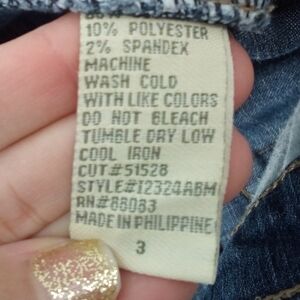 10% POLYESTER
2% SPANDEX
MACHINE
WASH COLD
WITH LIKE COLORS
DO NOT BLEACH
TUMBLE DRY LOW
COOL IRON
CUT#51528
STYLE#12324ABM
RN#88083
MADE IN PHILIPPINE
3